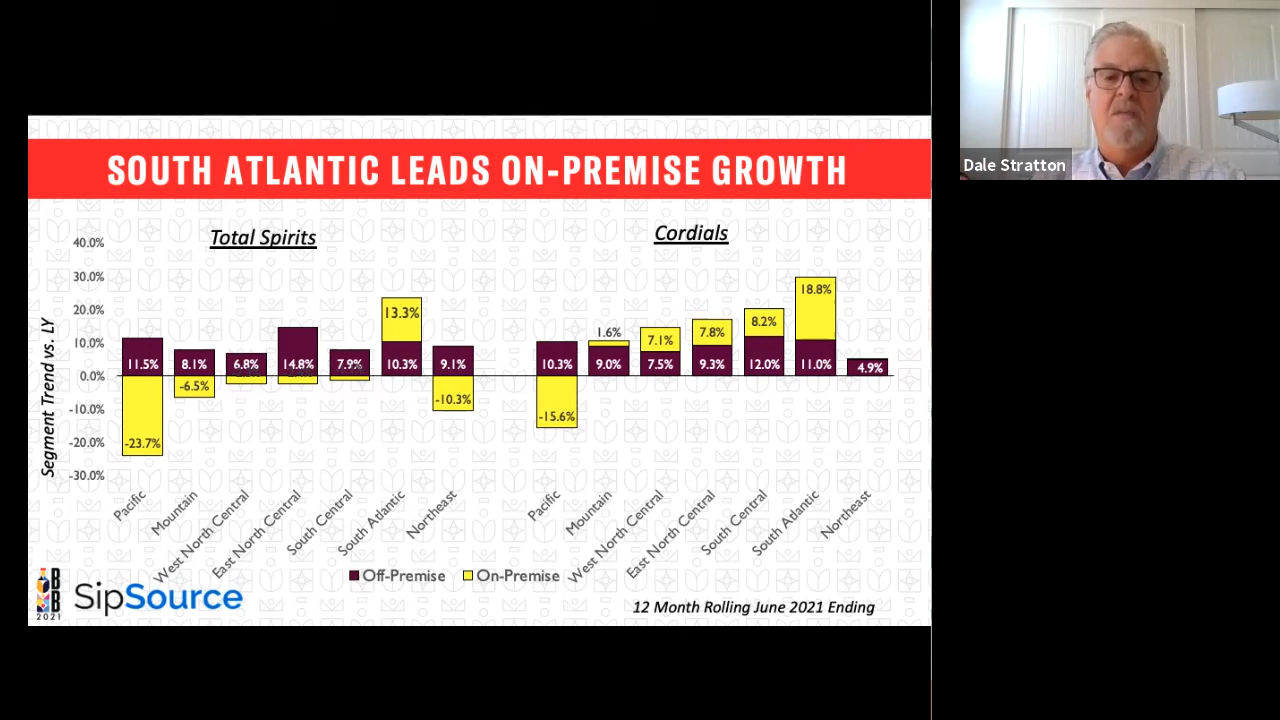 SOUTH ATLANTIC LEADS ON-PREMISE GROWTH
Total Spirits
Cordials
Segment Trend vs. LY
40.0%
30.0%
20.0%
10.0%
0.0%
-10.0%
-20.0%
-30.0%
11.5%
8.1%
6.8%
14.8%
7.9%
10.3%
9.1%
-23.7%
-6.5%
13.3%
-10.3%
10.3%
9.0%
7.5%
9.3%
12.0%
11.0%
4.9%
-15.6%
1.6%
7.1%
7.8%
8.2%
18.8%
Pacific
Mountain
West North Central
East North Central
South Central
South Atlantic
Northeast
Pacific
Mountain
West North Central
East North Central
South Central
South Atlantic
Northeast
Off-Premise
On-Premise
BBB
2021
SipSource
12 Month Rolling June 2021 Ending
Dale Stratton